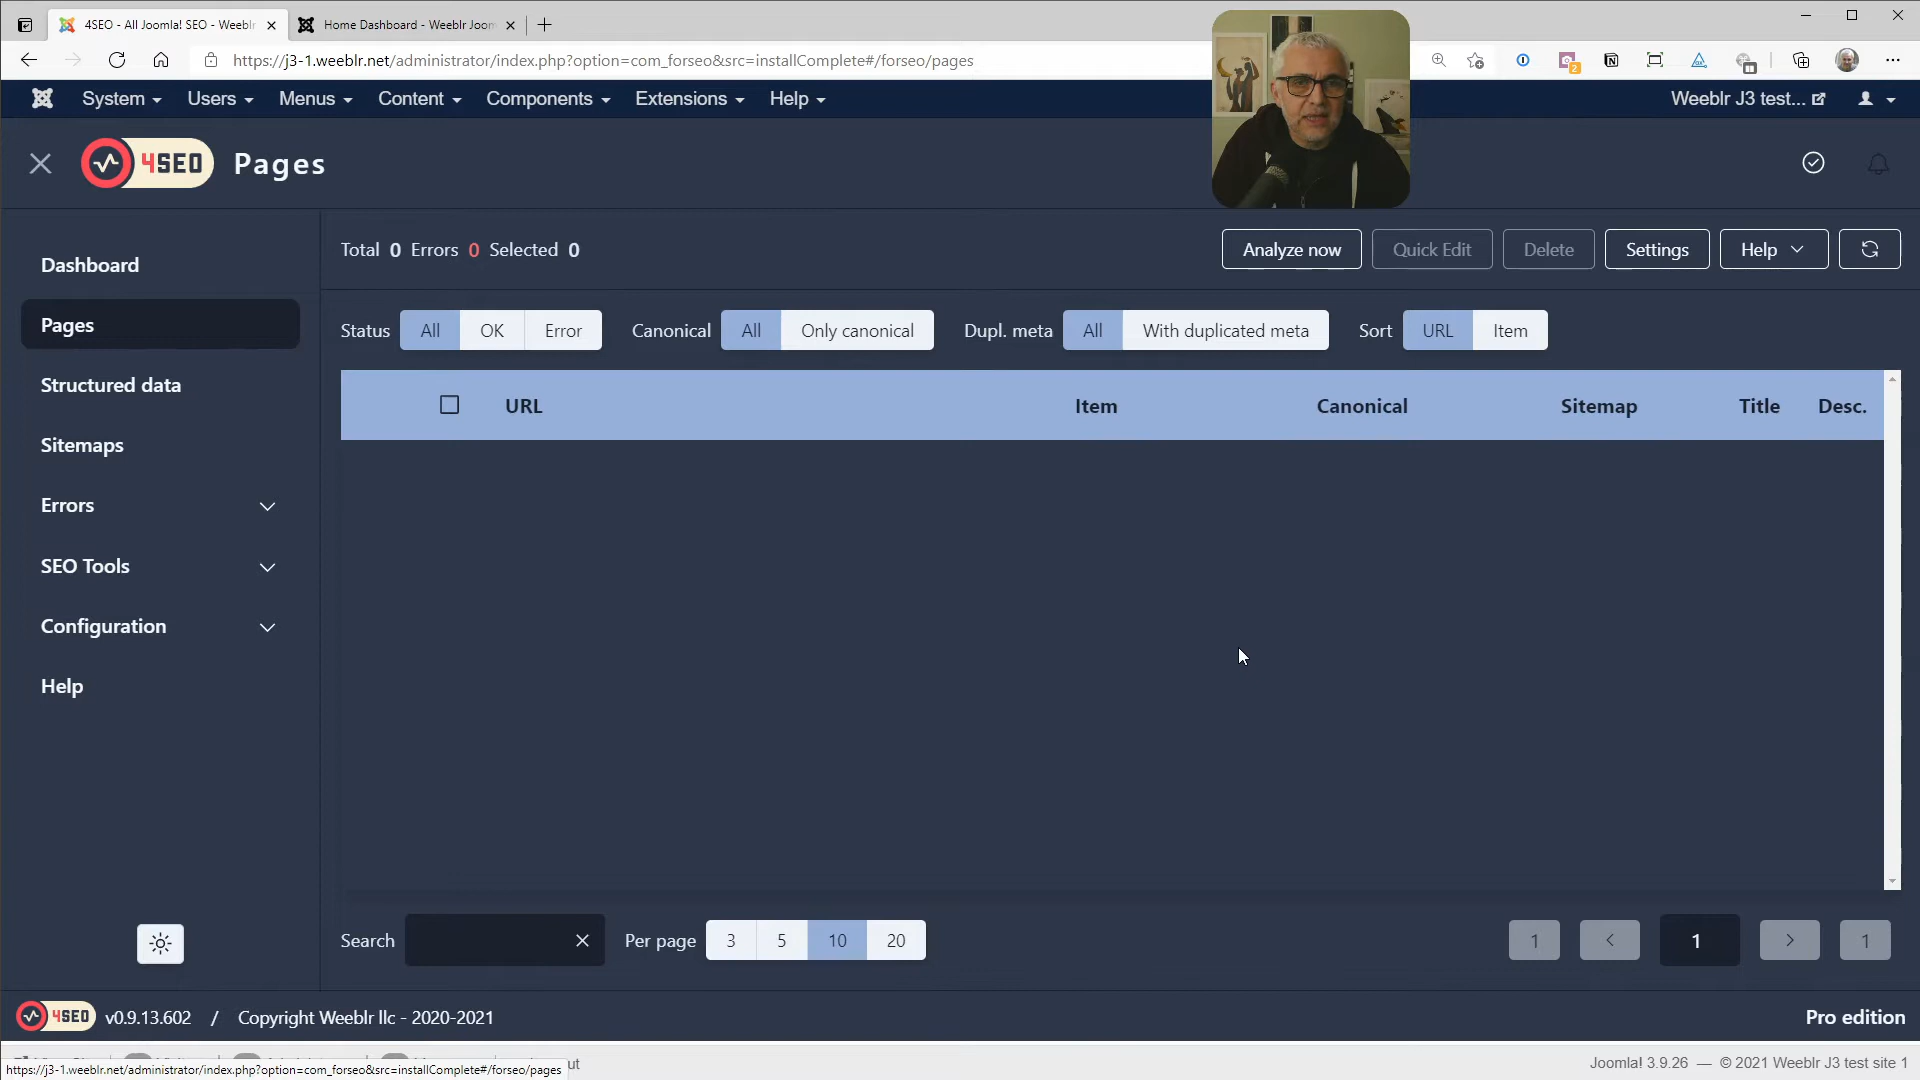 4SEO - All Joomla! SEO - Weeblr
Home Dashboard - Weeblr Joom
https://j3-1.weeblr.net/administrator/index.php?option=com_forseo&src=installComplete#/forseo/pages
2
System
Users
Menus
Content
Components
Extensions
Help
Weeblr J3 test...
4SEO
Pages
Total 0 Errors 0 Selected 0
Analyze now
Quick Edit
Delete
Settings
Help
Dashboard
Pages
Structured data
Sitemaps
Errors
SEO Tools
Configuration
Help
Status All OK Error
Canonical All Only canonical
Dupl. meta All With duplicated meta
Sort URL Item
URL Item Canonical Sitemap Title Desc.
Search
Per page 3 5 10 20
1 < 1 > 1
4SEO v0.9.13.602 / Copyright Weeblr llc - 2020-2021
Pro edition
https://j3-1.weeblr.net/administrator/index.php?option=com_forseo&src=installComplete#/forseo/pages
Joomla! 3.9.26 — © 2021 Weeblr J3 test site 1